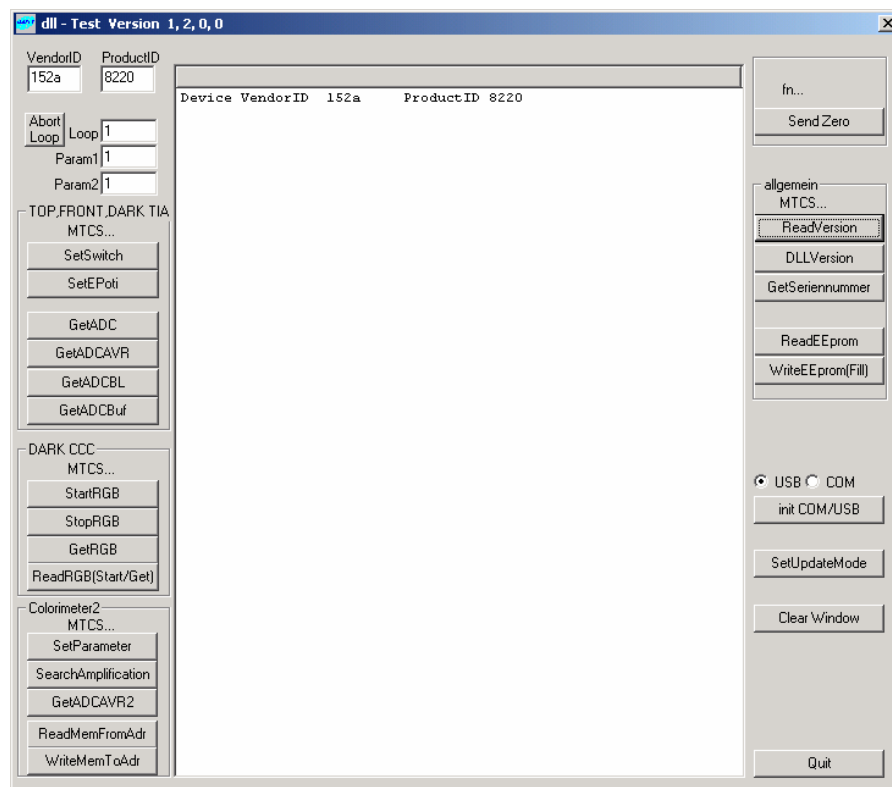 dll - Test Version 1, 2, 0, 0
VendorID ProductID
152a 8220
Abort Loop
Loop 1
Param1 1
Param2 1
TOP,FRONT,DARK TIA
MTCS...
SetSwitch
SetEPoti
GetADC
GetADCAVR
GetADCBL
GetADCBuf
DARK CCC
MTCS...
StartRGB
StopRGB
GetRGB
ReadRGB(Start/Get)
Colorimeter2
MTCS...
SetParameter
SearchAmplification
GetADCAVR2
ReadMemFromAdr
WriteMemToAdr
Device VendorID 152a ProductID 8220
fn...
Send Zero
allgemein
MTCS...
ReadVersion
DLLVersion
GetSeriennummer
ReadEEprom
WriteEEprom(Fill)
USB COM
init COM/USB
SetUpdateMode
Clear Window
Quit